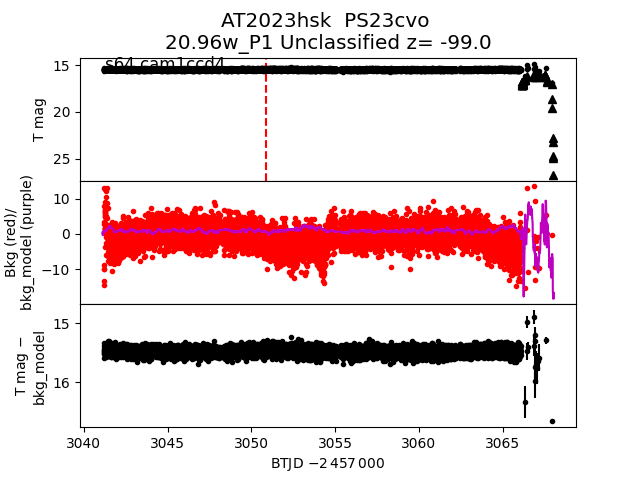 AT2023hsk  PS23cvo
20.96w_P1 Unclassified z= -99.0
s64 cam1ccd4
15
20
25
T mag
10
0
−10
Bkg (red)/
bkg_model (purple)
15
16
T mag −
bkg_model
3040
3045
3050
3055
3060
3065
BTJD −2 457 000